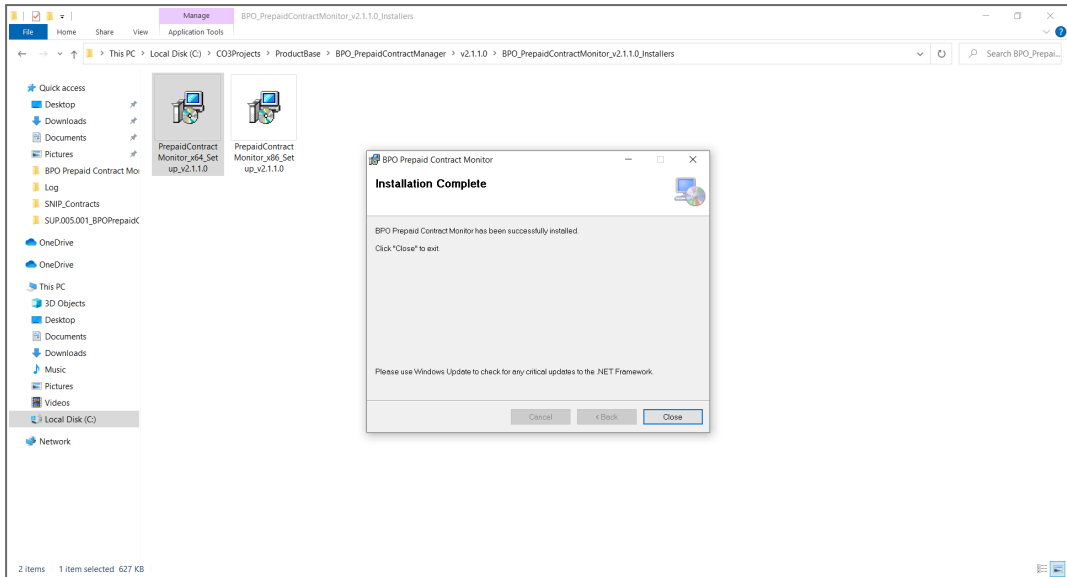 Manage
BPO_PrepaidContractMonitor_v2.1.1.0_Installers
File Home Share View Application Tools
This PC > Local Disk (C:) > CO3Projects > ProductBase > BPO_PrepaidContractManager > v2.1.1.0 > BPO_PrepaidContractMonitor_v2.1.1.0_Installers
Search BPO_Prepai...
Quick access
Desktop
Downloads
Documents
Pictures
BPO Prepaid Contract Mo
Log
SNIP_Contracts
SUP.005.001_BPOPrepaidC
OneDrive
OneDrive
This PC
3D Objects
Desktop
Documents
Downloads
Music
Pictures
Videos
Local Disk (C:)
Network
PrepaidContract
Monitor_x64_Set
up_v2.1.1.0
PrepaidContract
Monitor_x86_Set
up_v2.1.1.0
BPO Prepaid Contract Monitor
Installation Complete
BPO Prepaid Contract Monitor has been successfully installed.
Click "Close" to exit.
Please use Windows Update to check for any critical updates to the .NET Framework.
Cancel < Back Close
2 items 1 item selected 627 KB